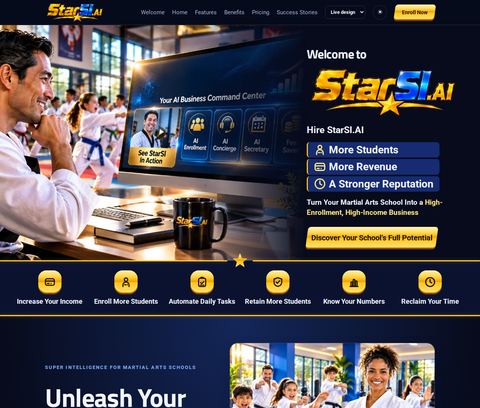 StarSI.AI
Welcome Home Features Benefits Pricing Success Stories Live design Enroll Now
Welcome to
StarSI.AI
Your AI Business Command Center
See StarSI
In Action
AI
Enrollment
AI
Concierge
AI
Secretary
StarSI.AI
Hire StarSI.AI
More Students
More Revenue
A Stronger Reputation
Turn Your Martial Arts School Into a High-
Enrollment, High-Income Business
Discover Your School's Full Potential
Increase Your Income
Enroll More Students
Automate Daily Tasks
Retain More Students
Know Your Numbers
Reclaim Your Time
SUPER INTELLIGENCE FOR MARTIAL ARTS SCHOOLS
Unleash Your